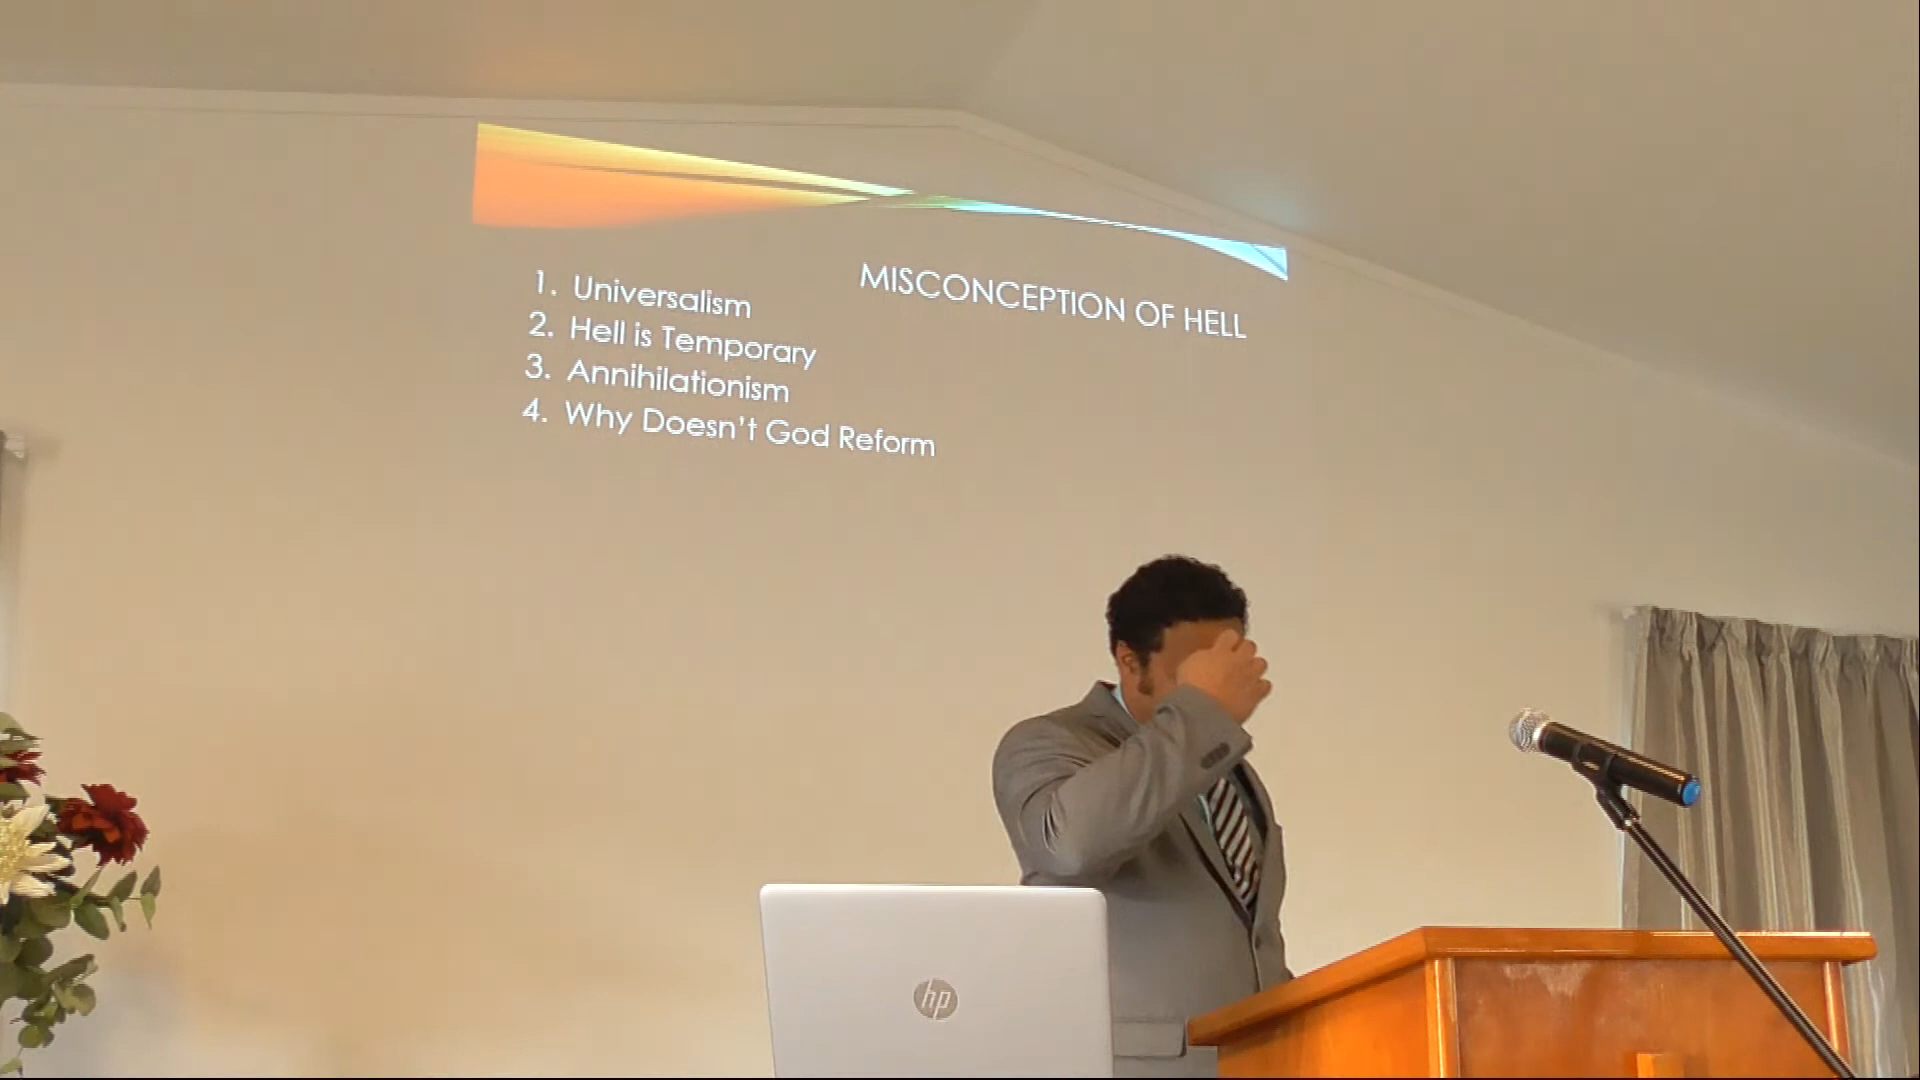 MISCONCEPTION OF HELL
1. Universalism
2. Hell is Temporary
3. Annihilationism
4. Why Doesn't God Reform
hp